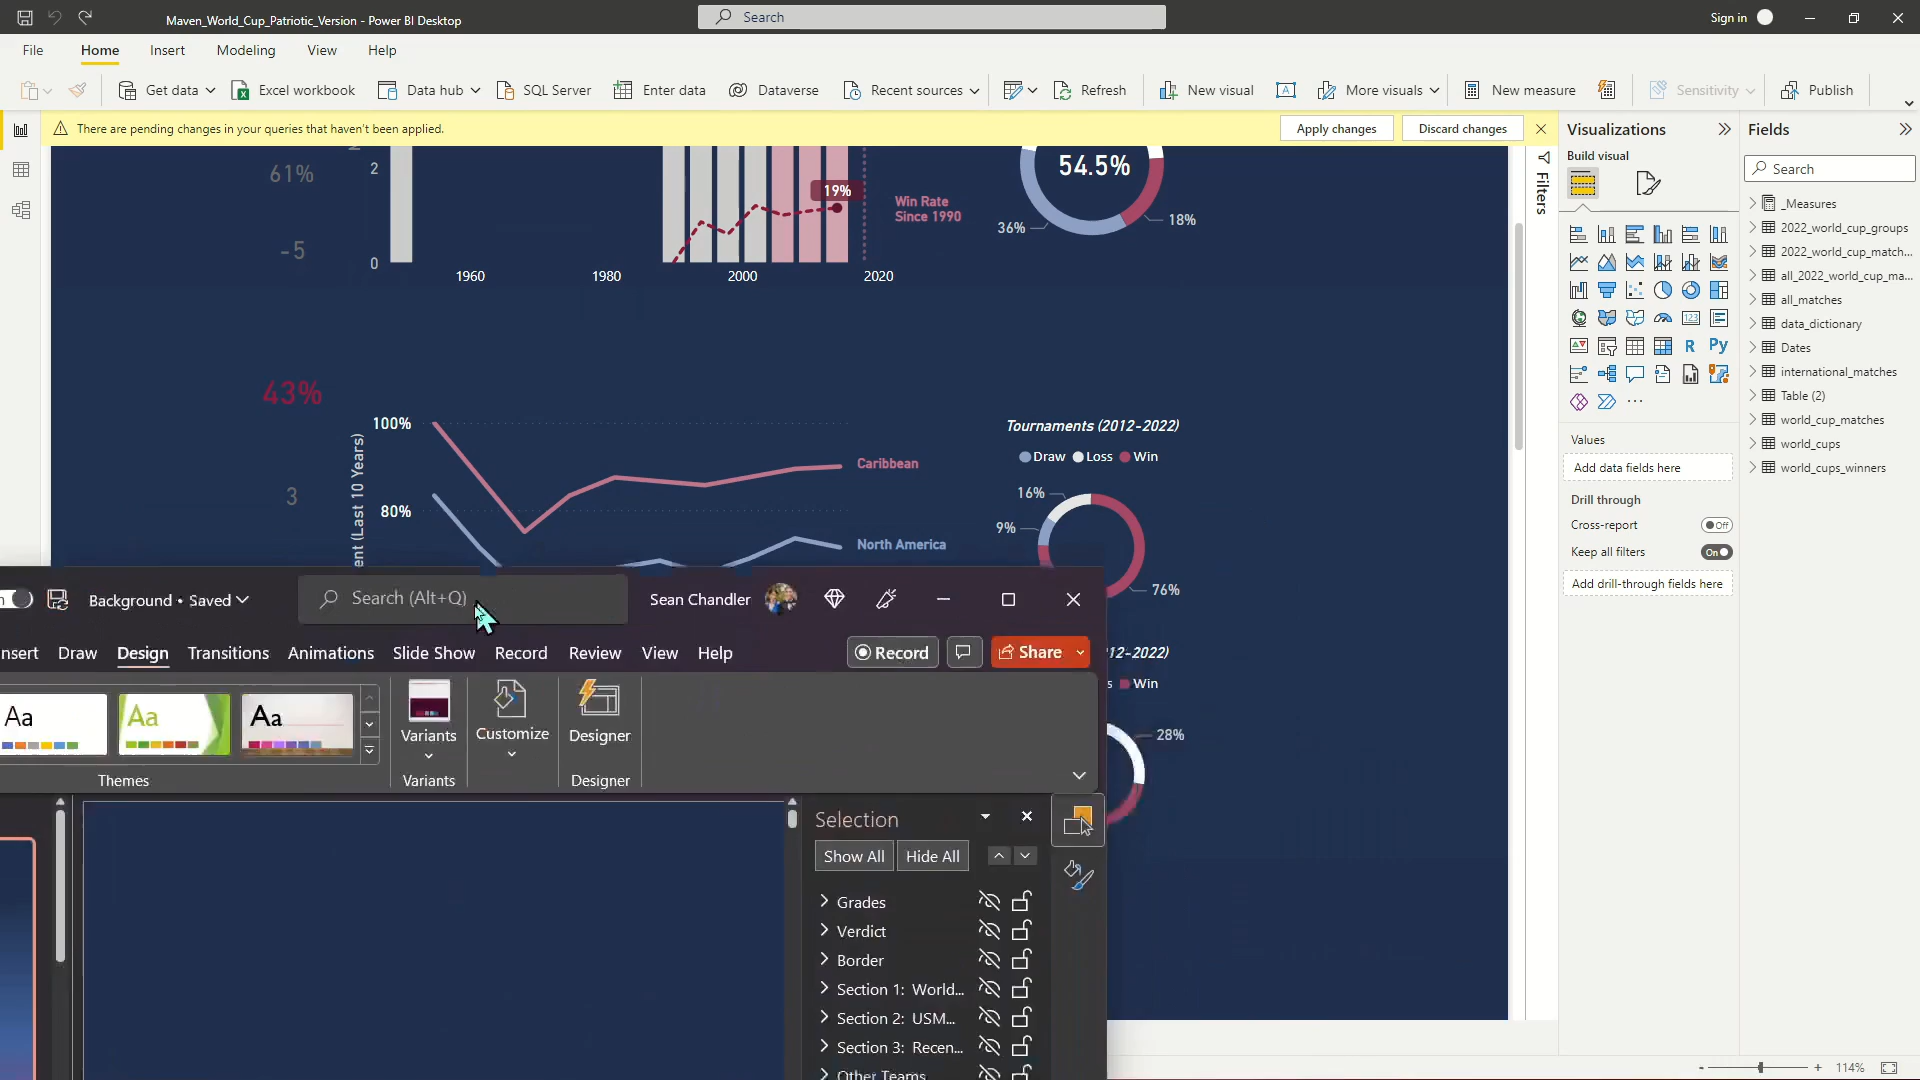 Maven_World_Cup_Patriotic_Version - Power BI Desktop
Search
Sign in
File Home Insert Modeling View Help
Get data
Excel workbook
Data hub
SQL Server
Enter data
Dataverse
Recent sources
Refresh
New visual
More visuals
New measure
Sensitivity
Publish
There are pending changes in your queries that haven't been applied.
Apply changes
Discard changes
61%
-5
2
0
19%
Win Rate
Since 1990
1960 1980 2000 2020
54.5%
36%
18%
43%
3
100%
80%
ent (Last 10 Years)
Caribbean
North America
Tournaments (2012-2022)
Draw Loss Win
16%
9%
76%
12-2022)
s Win
28%
Filters
Visualizations
Build visual
R
Py
Values
Add data fields here
Drill through
Cross-report
Off
Keep all filters
On
Add drill-through fields here
Fields
Search
_Measures
2022_world_cup_groups
2022_world_cup_match...
all_2022_world_cup_ma...
all_matches
data_dictionary
Dates
international_matches
Table (2)
world_cup_matches
world_cups
world_cups_winners
n
Background • Saved
Search (Alt+Q)
Sean Chandler
nsert Draw Design Transitions Animations Slide Show Record Review View Help
Record
Share
Aa
Aa
Aa
Themes
Variants
Variants
Customize
Designer
Designer
Selection
Show All
Hide All
Grades
Verdict
Border
Section 1: World...
Section 2: USM...
Section 3: Recen...
Other Teams
114%